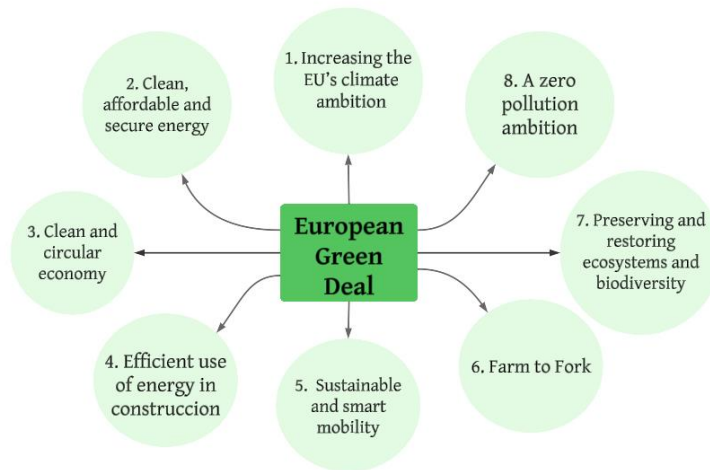 European
Green
Deal
1. Increasing the
EU's climate
ambition
2. Clean,
affordable and
secure energy
3. Clean and
circular
economy
4. Efficient use
of energy in
construccion
5. Sustainable
and smart
mobility
6. Farm to Fork
7. Preserving and
restoring
ecosystems and
biodiversity
8. A zero
pollution
ambition